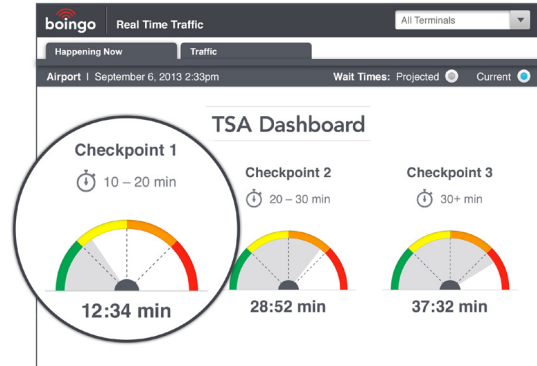 boingo Real Time Traffic All Terminals
Happening Now Traffic
Airport | September 6, 2013 2:33pm Wait Times: Projected Current
TSA Dashboard
Checkpoint 1
10 – 20 min
12:34 min
Checkpoint 2
20 – 30 min
28:52 min
Checkpoint 3
30+ min
37:32 min